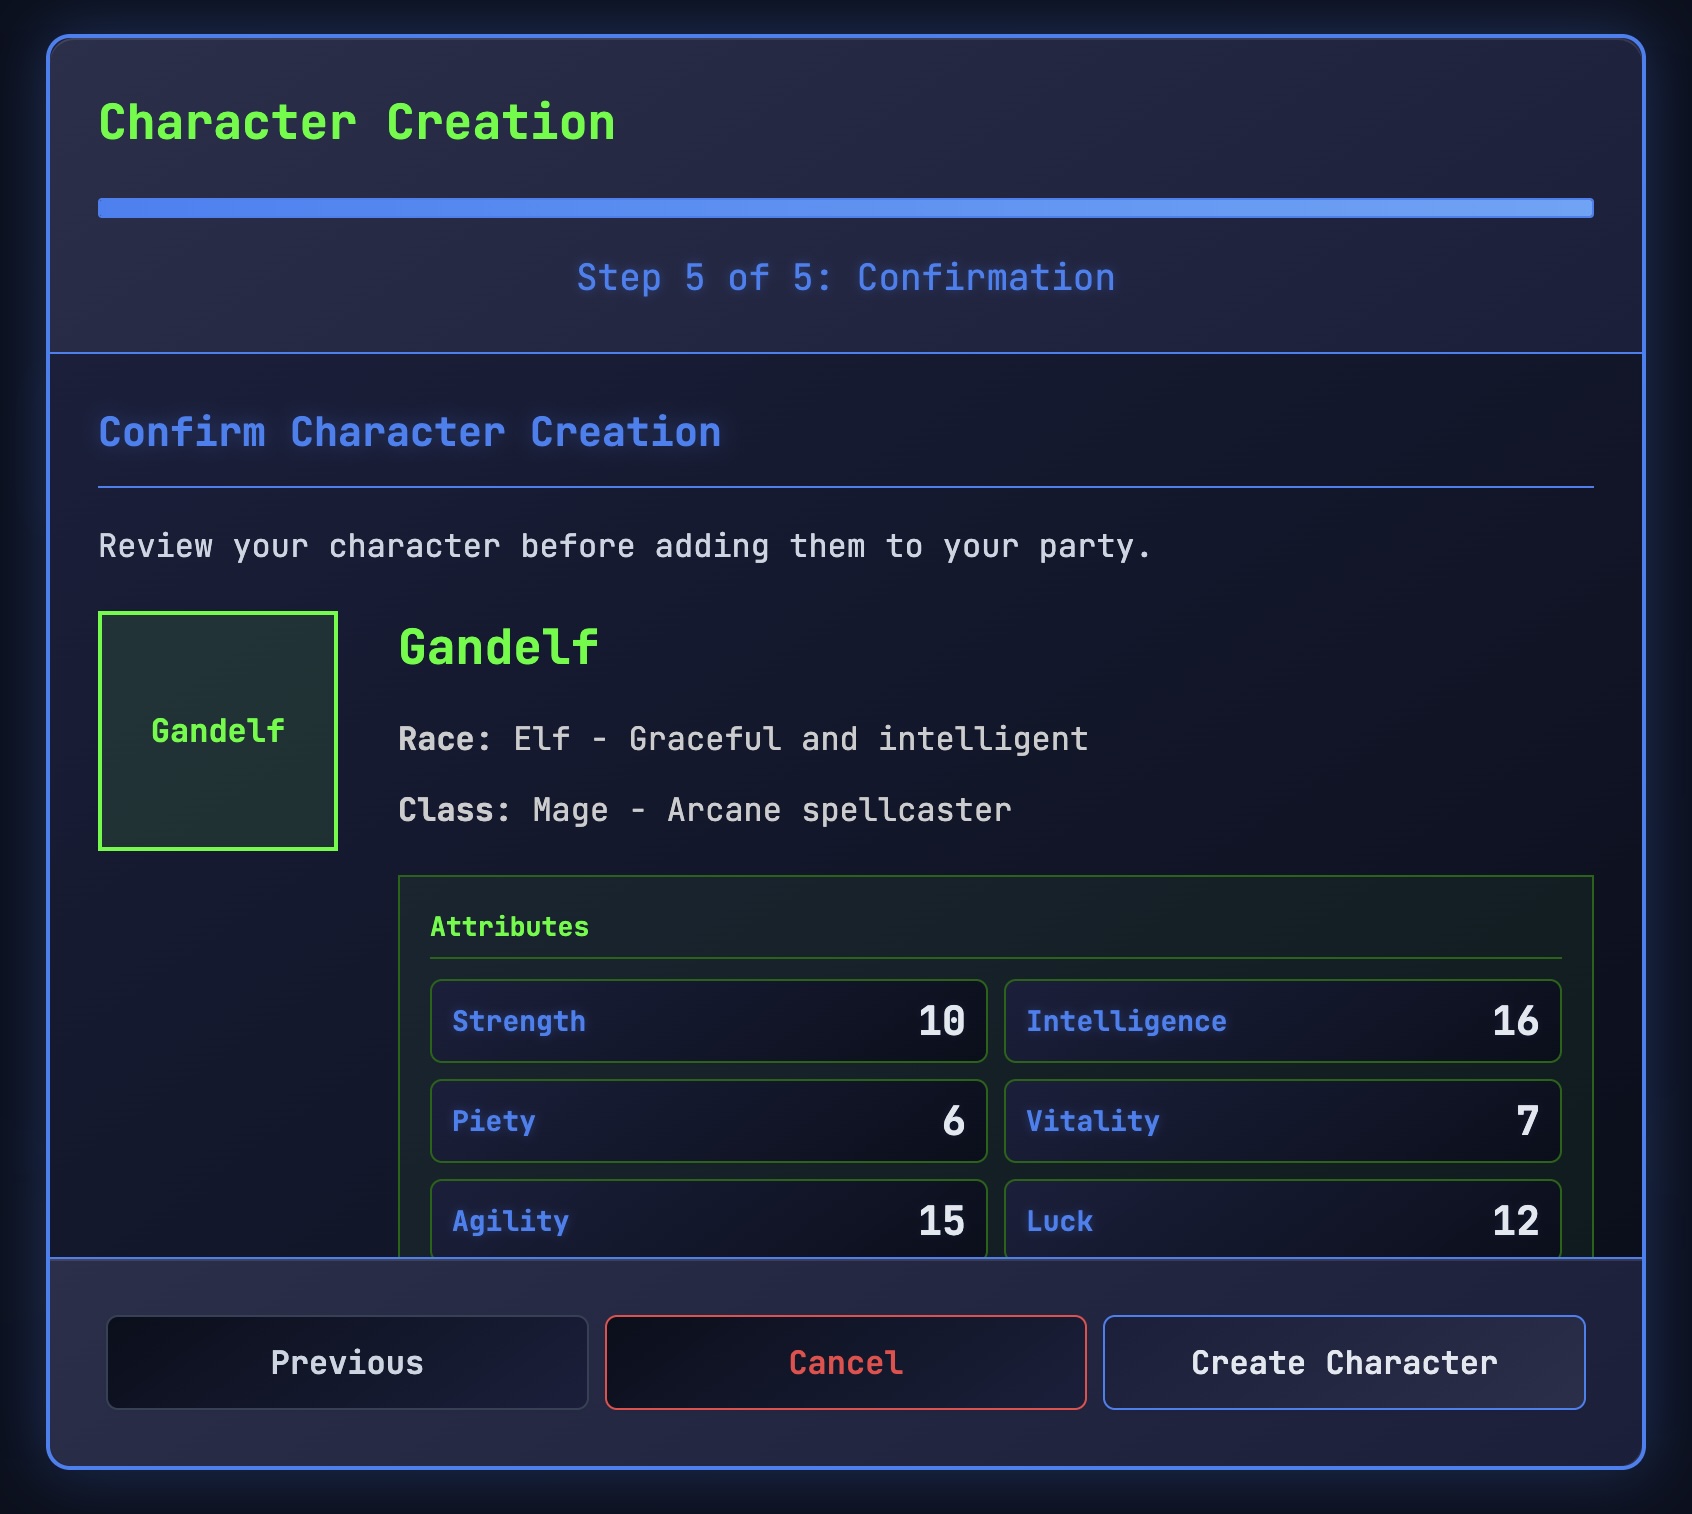 Character Creation
Step 5 of 5: Confirmation
Confirm Character Creation
Review your character before adding them to your party.
Gandelf
Gandelf
Race: Elf - Graceful and intelligent
Class: Mage - Arcane spellcaster
Attributes
Strength 10 Intelligence 16
Piety 6 Vitality 7
Agility 15 Luck 12
Previous Cancel Create Character